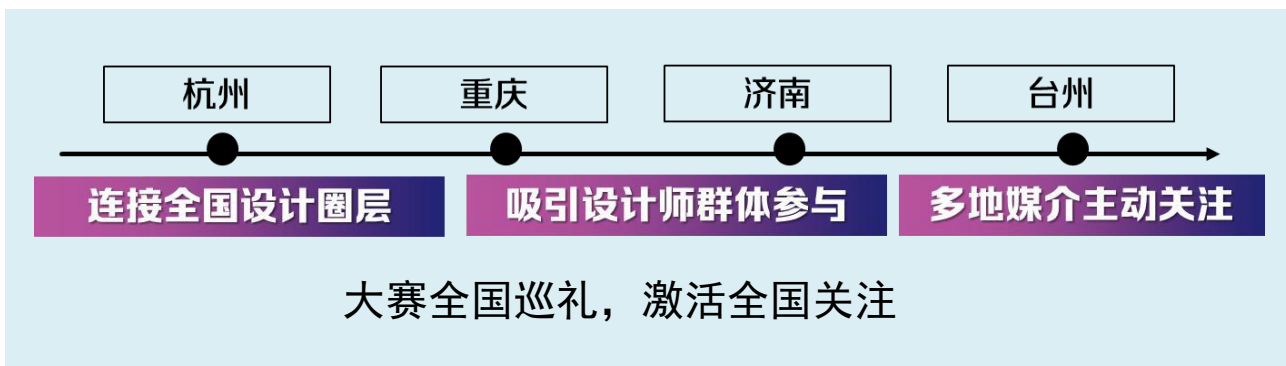 杭州 重庆 济南 台州
连接全国设计圈层 吸引设计师群体参与 多地媒介主动关注
大赛全国巡礼，激活全国关注